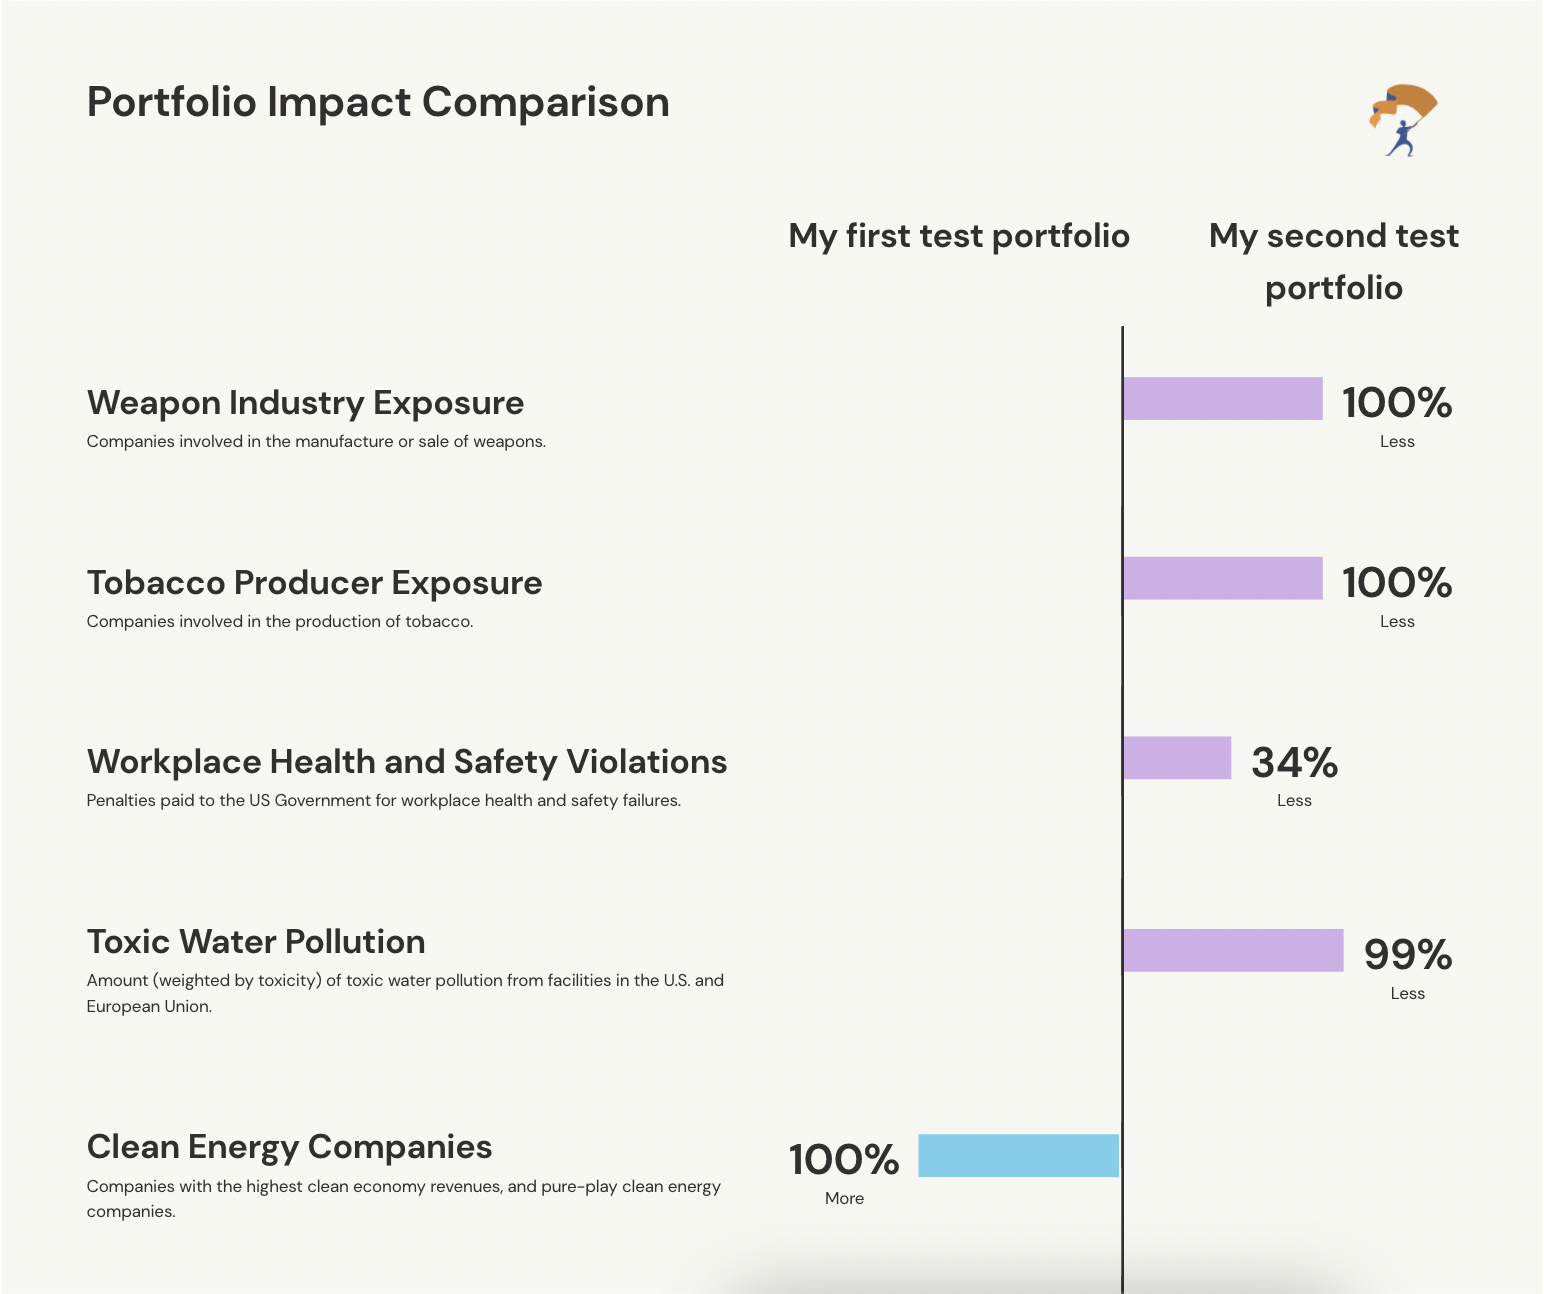 Portfolio Impact Comparison
My first test portfolio
My second test
portfolio
Weapon Industry Exposure
Companies involved in the manufacture or sale of weapons.
100%
Less
Tobacco Producer Exposure
Companies involved in the production of tobacco.
100%
Less
Workplace Health and Safety Violations
Penalties paid to the US Government for workplace health and safety failures.
34%
Less
Toxic Water Pollution
Amount (weighted by toxicity) of toxic water pollution from facilities in the U.S. and
European Union.
99%
Less
Clean Energy Companies
Companies with the highest clean economy revenues, and pure-play clean energy
companies.
100%
More